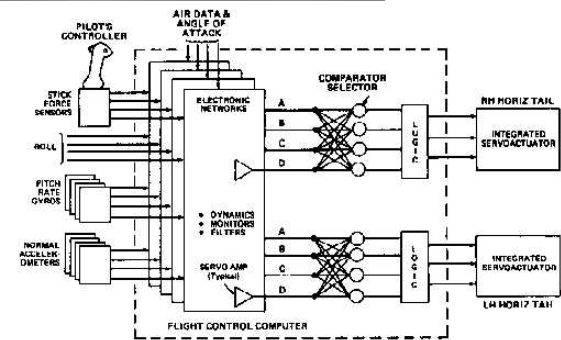 AIR DATA &
ANGLE OF
ATTACK
PILOT'S
CONTROLLER
STICK
FORCE
SENSORS
ROLL
PITCH
RATE
GYROS
NORMAL
ACCELER-
OMETERS
ELECTRONIC
NETWORKS
• DYNAMICS
• MONITORS
• FILTERS
SERVO AMP
(Typical)
A
B
C
D
A
B
C
D
COMPARATOR
SELECTOR
LOGIC
LOGIC
RH HORIZ TAIL
INTEGRATED
SERVOACTUATOR
INTEGRATED
SERVOACTUATOR
LH HORIZ TAIL
FLIGHT CONTROL COMPUTER